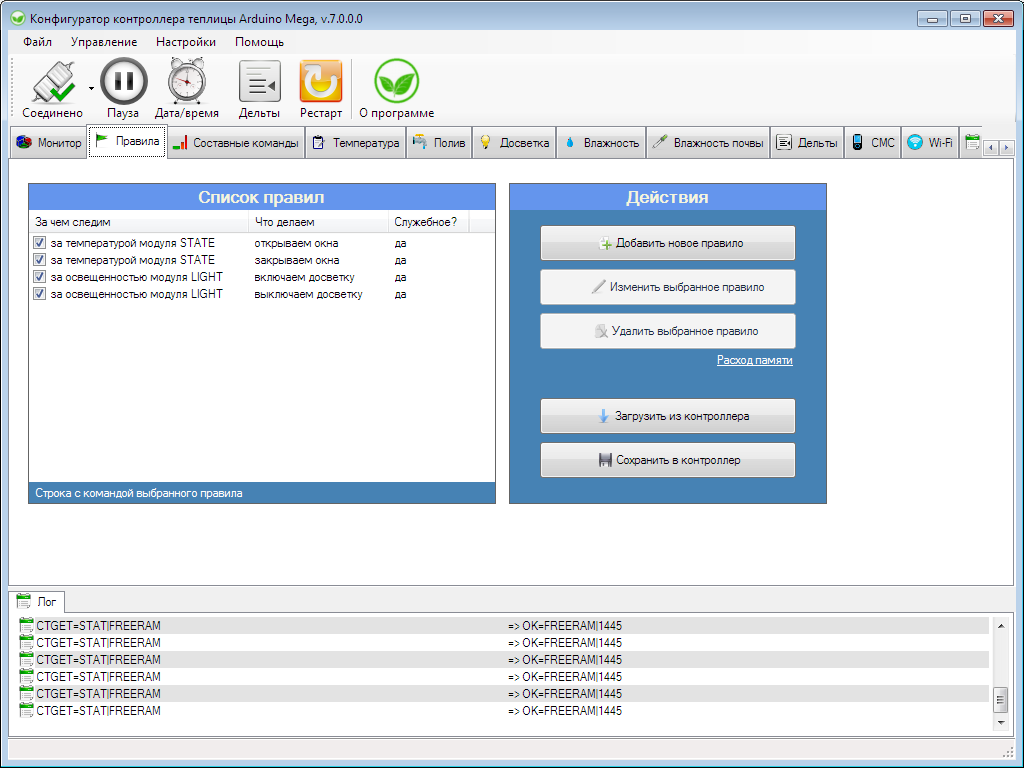 Конфигуратор контроллера теплицы Arduino Mega, v.7.0.0.0
Файл Управление Настройки Помощь
Соединено Пауза Дата/время Дельты Рестарт О программе
Монитор Правила Составные команды Температура Полив Досветка Влажность Влажность почвы Дельты СМС Wi-Fi
Список правил
За чем следим Что делаем Служебное?
за температурой модуля STATE открываем окна да
за температурой модуля STATE закрываем окна да
за освещенностью модуля LIGHT включаем досветку да
за освещенностью модуля LIGHT выключаем досветку да
Строка с командой выбранного правила
Действия
Добавить новое правило
Изменить выбранное правило
Удалить выбранное правило
Расход памяти
Загрузить из контроллера
Сохранить в контроллер
Лог
CTGET=STAT|FREERAM => OK=FREERAM|1445
CTGET=STAT|FREERAM => OK=FREERAM|1445
CTGET=STAT|FREERAM => OK=FREERAM|1445
CTGET=STAT|FREERAM => OK=FREERAM|1445
CTGET=STAT|FREERAM => OK=FREERAM|1445
CTGET=STAT|FREERAM => OK=FREERAM|1445